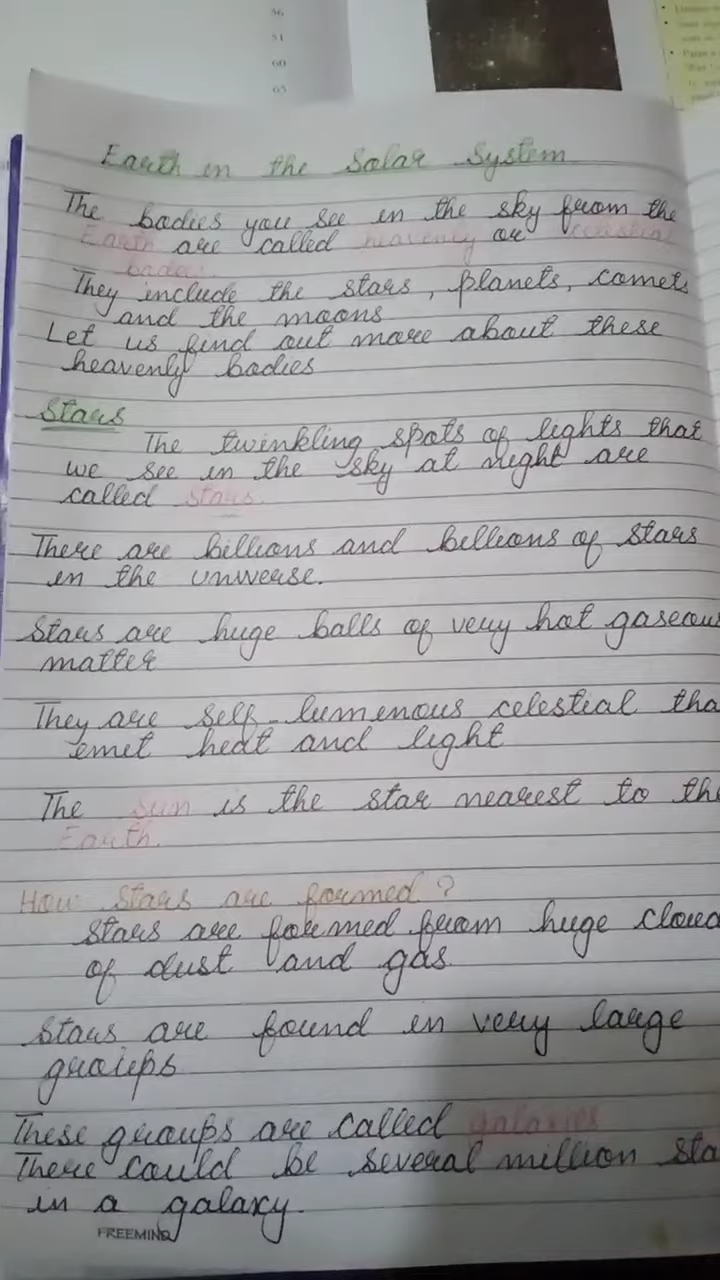 56
51
60
65
Earth in the Solar System
The bodies you see in the sky from the
Earth are called heavenly or celestial
bodies.
They include the stars, planets, comets
and the moons
Let us find out more about these
heavenly bodies
Stars
The twinkling spots of lights that
we see in the sky at night are
called stars.
There are billions and billions of stars
in the universe.
Stars are huge balls of very hot gaseous
matter
They are self-luminous celestial tha
emit heat and light
The Sun is the star nearest to the
Earth.
How stars are formed?
Stars are formed from huge cloud
of dust and gas
Stars are found in very large
groups
These groups are called galaxies
There could be several million sta
in a galaxy.
FREEMIND